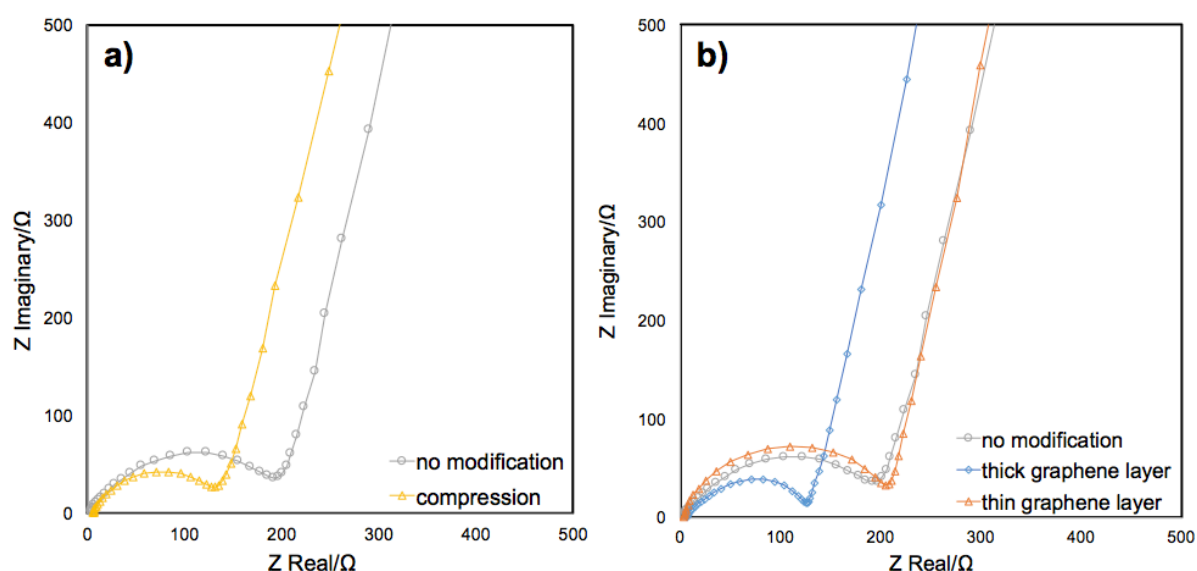 a)
500
400
300
200
100
0
Z Imaginary/Ω
no modification
compression
0 100 200 300 400 500
Z Real/Ω
b)
500
400
300
200
100
0
Z Imaginary/Ω
no modification
thick graphene layer
thin graphene layer
0 100 200 300 400 500
Z Real/Ω